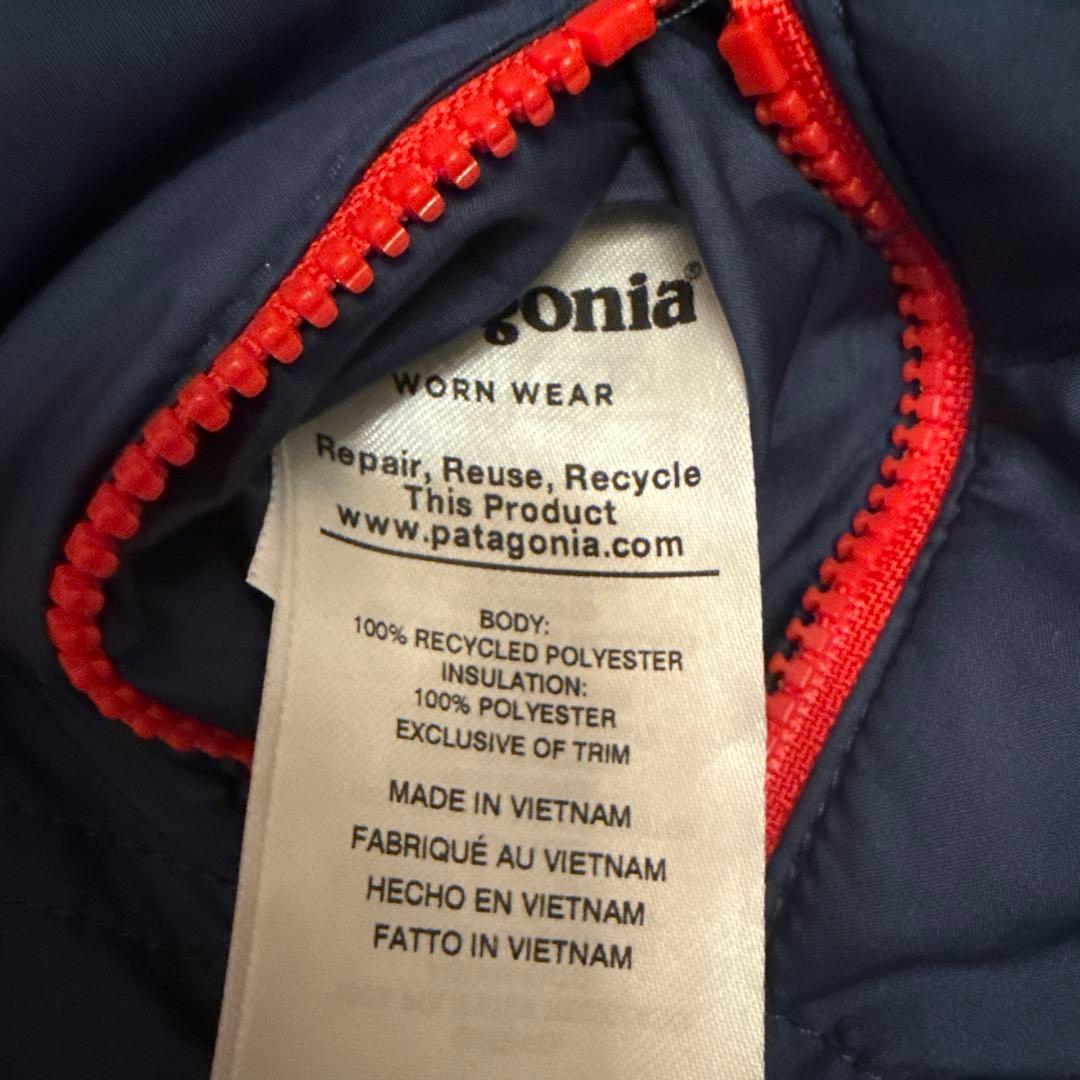 gonia®
WORN WEAR
Repair, Reuse, Recycle
This Product
www.patagonia.com
BODY:
100% RECYCLED POLYESTER
INSULATION:
100% POLYESTER
EXCLUSIVE OF TRIM
MADE IN VIETNAM
FABRIQUÉ AU VIETNAM
HECHO EN VIETNAM
FATTO IN VIETNAM